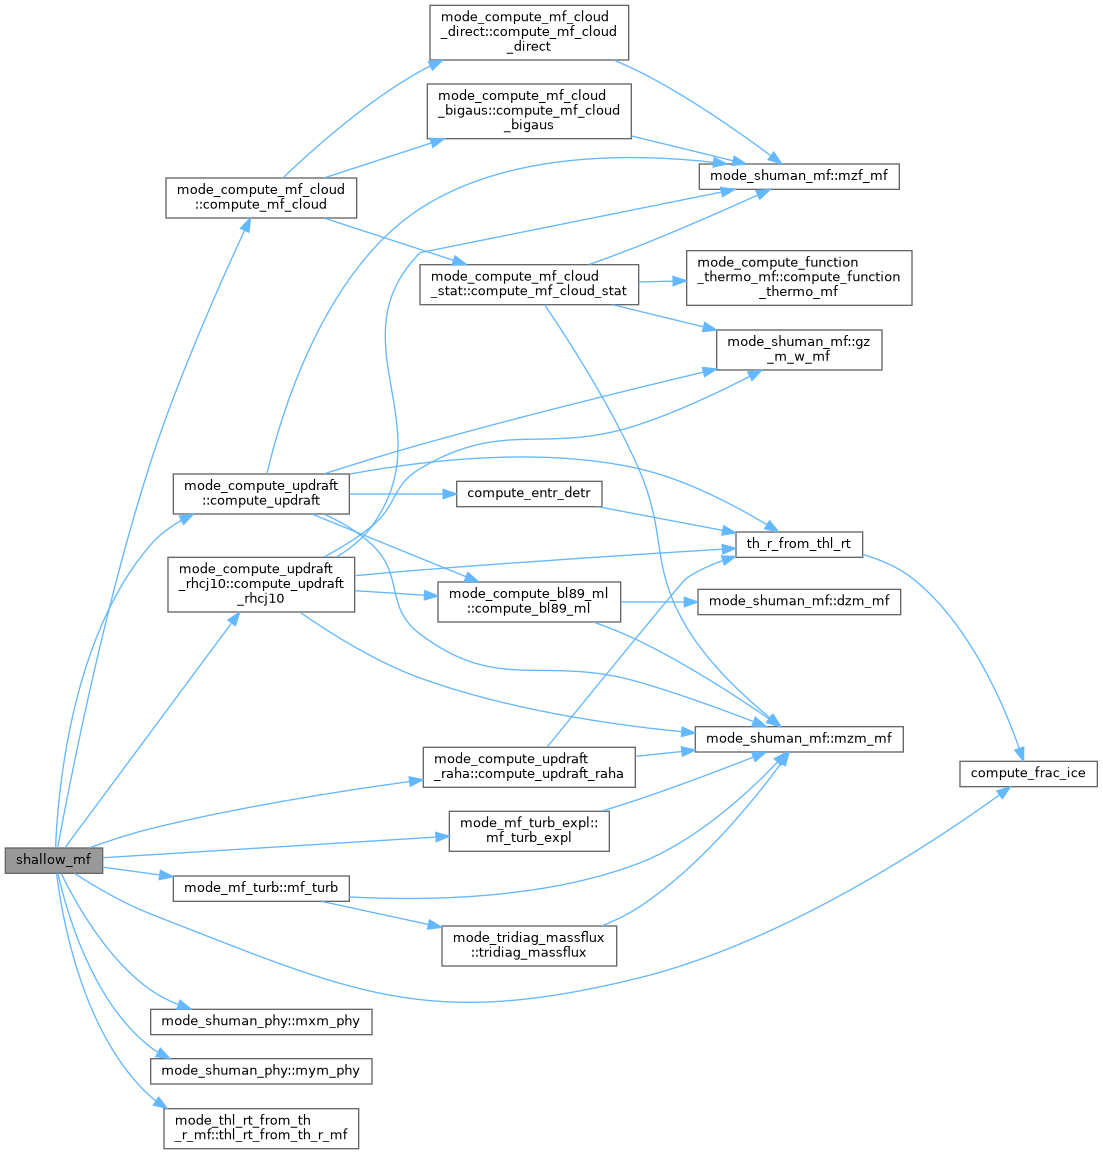 mode_compute_mf_cloud
_direct::compute_mf_cloud
_direct
mode_compute_mf_cloud
_bigaus::compute_mf_cloud
_bigaus
mode_shuman_mf::mzf_mf
mode_compute_mf_cloud
::compute_mf_cloud
mode_compute_mf_cloud
_stat::compute_mf_cloud_stat
mode_compute_function
_thermo_mf::compute_function
_thermo_mf
mode_shuman_mf::gz
_m_w_mf
mode_compute_updraft
::compute_updraft
compute_entr_detr
th_r_from_thl_rt
mode_compute_updraft
_rhcj10::compute_updraft
_rhcj10
mode_compute_bl89_ml
::compute_bl89_ml
mode_shuman_mf::dzm_mf
mode_shuman_mf::mzm_mf
mode_compute_updraft
_raha::compute_updraft_raha
compute_frac_ice
mode_mf_turb_expl::
mf_turb_expl
shallow_mf
mode_mf_turb::mf_turb
mode_tridiag_massflux
::tridiag_massflux
mode_shuman_phy::mxm_phy
mode_shuman_phy::mym_phy
mode_thl_rt_from_th
_r_mf::thl_rt_from_th_r_mf